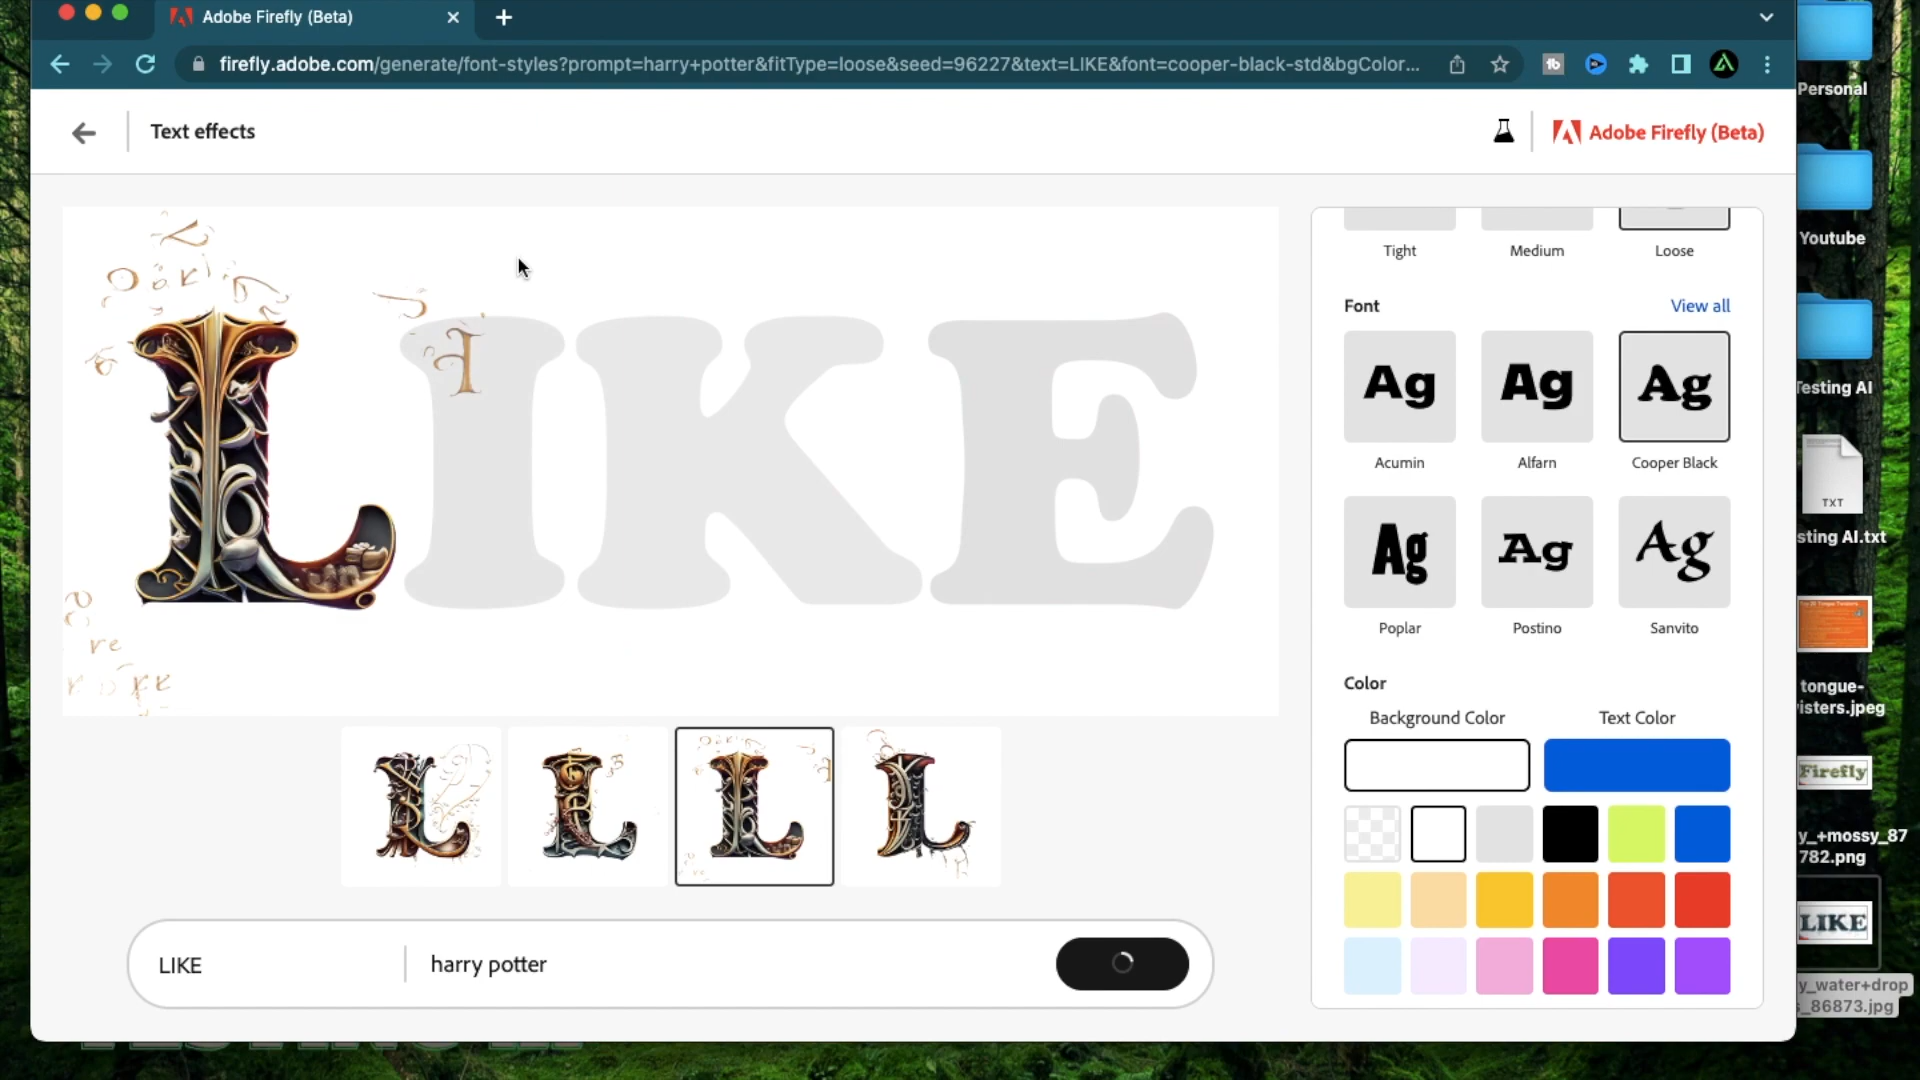 Adobe Firefly (Beta)
firefly.adobe.com/generate/font-styles?prompt=harry+potter&fitType=loose&seed=96227&text=LIKE&font=cooper-black-std&bgColor...
tb
Text effects
Adobe Firefly (Beta)
Personal
Youtube
Testing AI
TXT
sting AI.txt
tongue-
visters.jpeg
Firefly
y_+mossy_87
782.png
LIKE
y_water+drop
s_86873.jpg
LIKE
Tight
Medium
Loose
Font
View all
Ag
Ag
Ag
Acumin
Alfarn
Cooper Black
Ag
Ag
Ag
Poplar
Postino
Sanvito
Color
Background Color
Text Color
L
L
L
L
LIKE
harry potter